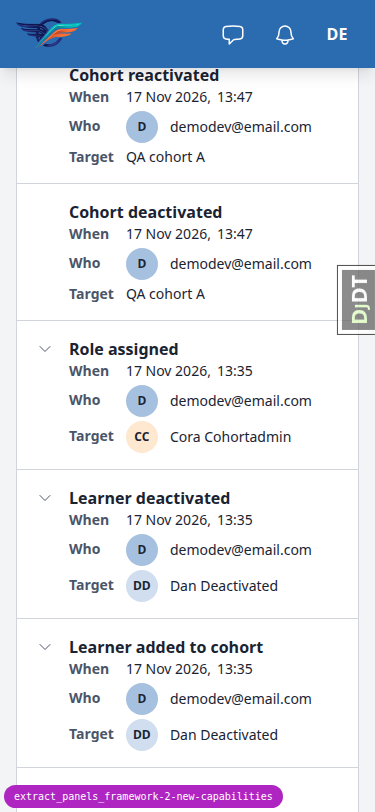 DE
Cohort reactivated
When 17 Nov 2026, 13:47
Who D demodev@email.com
Target QA cohort A
Cohort deactivated
When 17 Nov 2026, 13:47
Who D demodev@email.com
Target QA cohort A
DjDT
Role assigned
When 17 Nov 2026, 13:35
Who D demodev@email.com
Target CC Cora Cohortadmin
Learner deactivated
When 17 Nov 2026, 13:35
Who D demodev@email.com
Target DD Dan Deactivated
Learner added to cohort
When 17 Nov 2026, 13:35
Who D demodev@email.com
Target DD Dan Deactivated
extract_panels_framework-2-new-capabilities